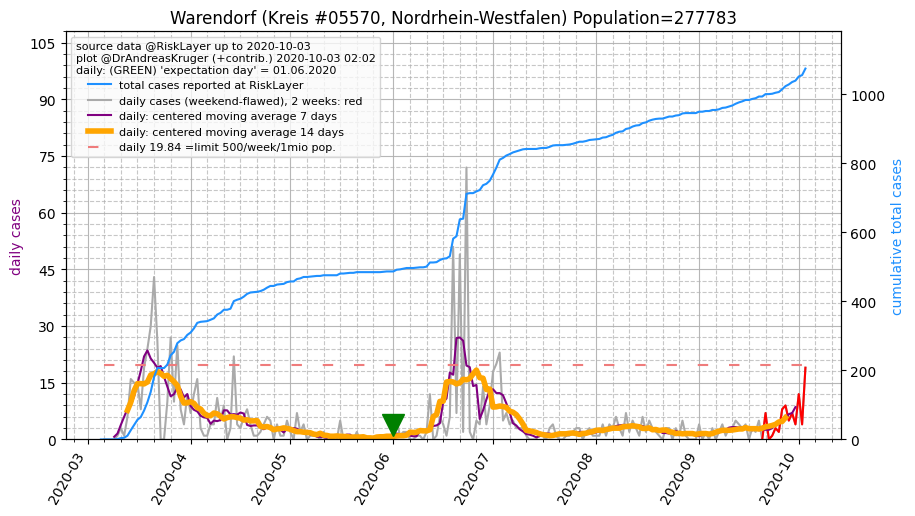 Warendorf (Kreis #05570, Nordrhein-Westfalen) Population=277783
source data @RiskLayer up to 2020-10-03
plot @DrAndreasKruger (+contrib.) 2020-10-03 02:02
daily: (GREEN) 'expectation day' = 01.06.2020
total cases reported at RiskLayer
daily cases (weekend-flawed), 2 weeks: red
daily: centered moving average 7 days
daily: centered moving average 14 days
daily 19.84 =limit 500/week/1mio pop.
daily cases
105
90
75
60
45
30
15
0
cumulative total cases
1000
800
600
400
200
0
2020-03
2020-04
2020-05
2020-06
2020-07
2020-08
2020-09
2020-10